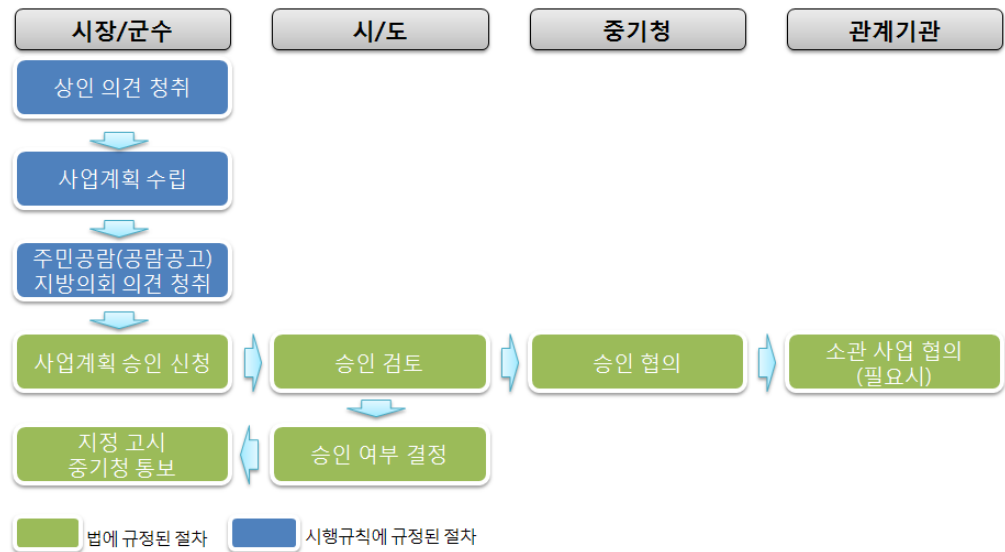 시장/군수
시/도
중기청
관계기관
상인 의견 청취
사업계획 수립
주민공람(공람공고)
지방의회 의견 청취
사업계획 승인 신청
승인 검토
승인 협의
소관 사업 협의
(필요시)
지정 고시
중기청 통보
승인 여부 결정
법에 규정된 절차
시행규칙에 규정된 절차